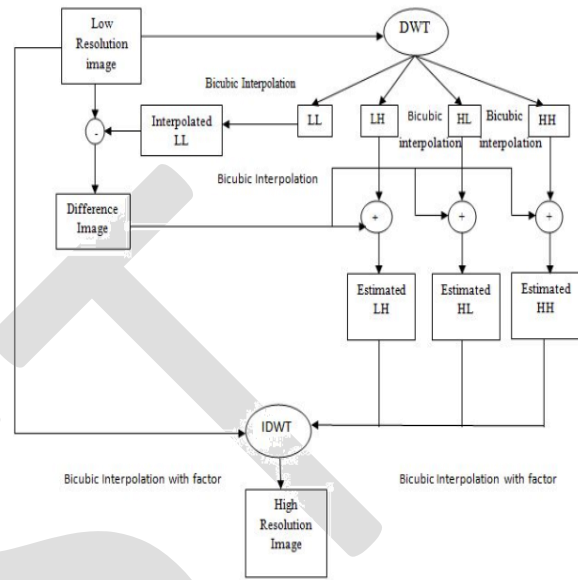 Low
Resolution
image
DWT
Bicubic Interpolation
Interpolated
LL
LL
LH
Bicubic
interpolation
HL
Bicubic
interpolation
HH
-
Bicubic Interpolation
Difference
Image
+
+
+
Estimated
LH
Estimated
HL
Estimated
HH
IDWT
Bicubic Interpolation with factor
Bicubic Interpolation with factor
High
Resolution
Image